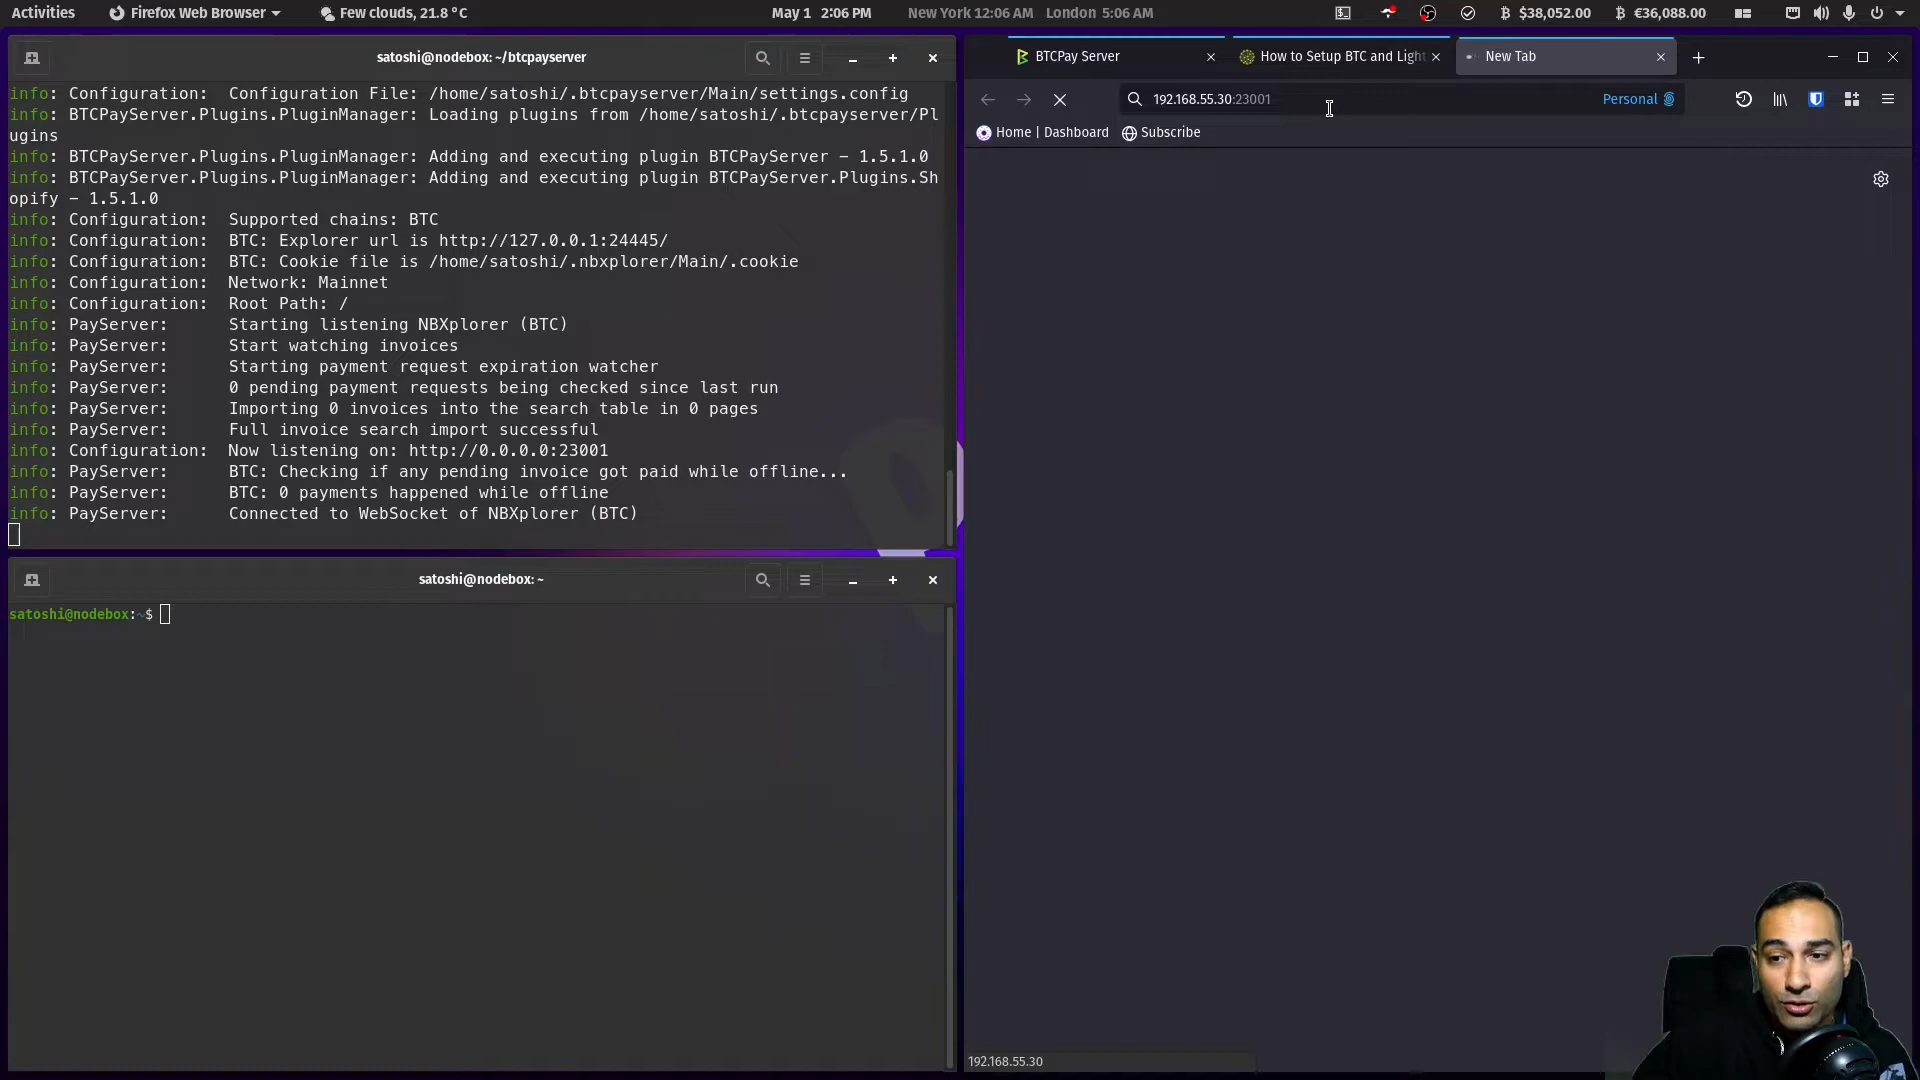 Activities Firefox Web Browser Few clouds, 21.8 °C May 1 2:06 PM New York 12:06 AM London 5:06 AM $38,052.00 €36,088.00
satoshi@nodebox: ~/btcpayserver
info: Configuration:  Configuration File: /home/satoshi/.btcpayserver/Main/settings.config
info: BTCPayServer.Plugins.PluginManager: Loading plugins from /home/satoshi/.btcpayserver/Pl
ugins
info: BTCPayServer.Plugins.PluginManager: Adding and executing plugin BTCPayServer - 1.5.1.0
info: BTCPayServer.Plugins.PluginManager: Adding and executing plugin BTCPayServer.Plugins.Sh
opify - 1.5.1.0
info: Configuration:  Supported chains: BTC
info: Configuration:  BTC: Explorer url is http://127.0.0.1:24445/
info: Configuration:  BTC: Cookie file is /home/satoshi/.nbxplorer/Main/.cookie
info: Configuration:  Network: Mainnet
info: Configuration:  Root Path: /
info: PayServer:      Starting listening NBXplorer (BTC)
info: PayServer:      Start watching invoices
info: PayServer:      Starting payment request expiration watcher
info: PayServer:      0 pending payment requests being checked since last run
info: PayServer:      Importing 0 invoices into the search table in 0 pages
info: PayServer:      Full invoice search import successful
info: Configuration:  Now listening on: http://0.0.0.0:23001
info: PayServer:      BTC: Checking if any pending invoice got paid while offline...
info: PayServer:      BTC: 0 payments happened while offline
info: PayServer:      Connected to WebSocket of NBXplorer (BTC)
satoshi@nodebox: ~
satoshi@nodebox:~$
BTCPay Server How to Setup BTC and Light New Tab
192.168.55.30:23001 Personal
Home | Dashboard Subscribe
192.168.55.30